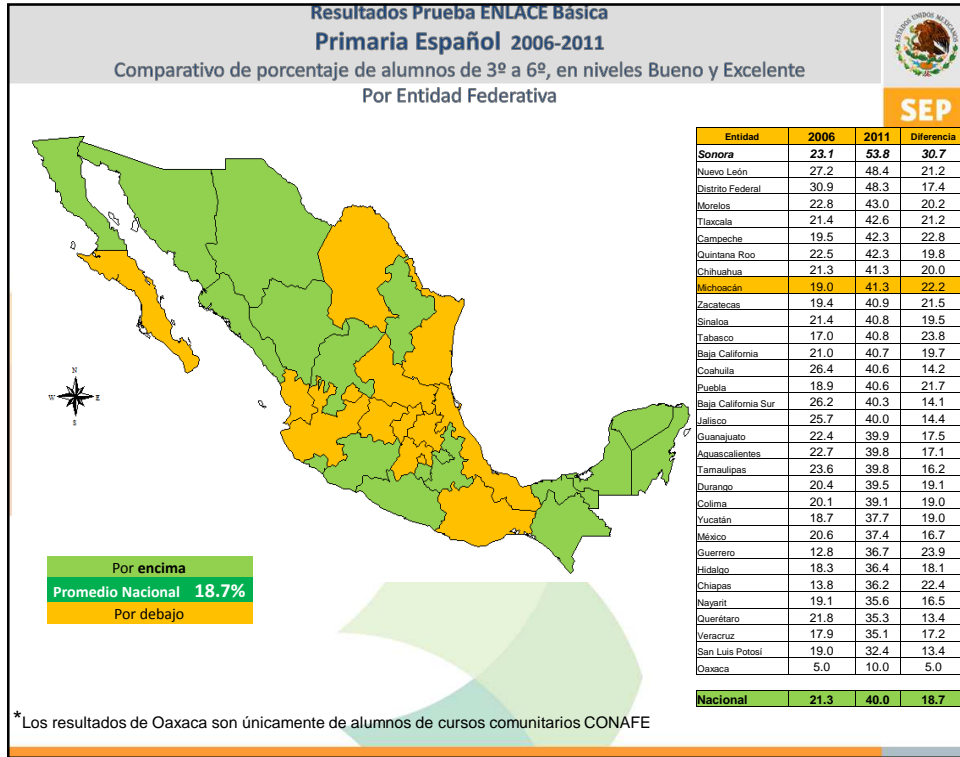 Resultados Prueba ENLACE Básica
Primaria Español 2006-2011
Comparativo de porcentaje de alumnos de 3º a 6º, en niveles Bueno y Excelente
Por Entidad Federativa
ESTADOS UNIDOS MEXICANOS
SEP
Entidad 2006 2011 Diferencia
Sonora 23.1 53.8 30.7
Nuevo León 27.2 48.4 21.2
Distrito Federal 30.9 48.3 17.4
Morelos 22.8 43.0 20.2
Tlaxcala 21.4 42.6 21.2
Campeche 19.5 42.3 22.8
Quintana Roo 22.5 42.3 19.8
Chihuahua 21.3 41.3 20.0
Michoacán 19.0 41.3 22.2
Zacatecas 19.4 40.9 21.5
Sinaloa 21.4 40.8 19.5
Tabasco 17.0 40.8 23.8
Baja California 21.0 40.7 19.7
Coahuila 26.4 40.6 14.2
Puebla 18.9 40.6 21.7
Baja California Sur 26.2 40.3 14.1
Jalisco 25.7 40.0 14.4
Guanajuato 22.4 39.9 17.5
Aguascalientes 22.7 39.8 17.1
Tamaulipas 23.6 39.8 16.2
Durango 20.4 39.5 19.1
Colima 20.1 39.1 19.0
Yucatán 18.7 37.7 19.0
México 20.6 37.4 16.7
Guerrero 12.8 36.7 23.9
Hidalgo 18.3 36.4 18.1
Chiapas 13.8 36.2 22.4
Nayarit 19.1 35.6 16.5
Querétaro 21.8 35.3 13.4
Veracruz 17.9 35.1 17.2
San Luis Potosí 19.0 32.4 13.4
Oaxaca 5.0 10.0 5.0
Nacional 21.3 40.0 18.7
N
W E
S
Por encima
Promedio Nacional 18.7%
Por debajo
*Los resultados de Oaxaca son únicamente de alumnos de cursos comunitarios CONAFE